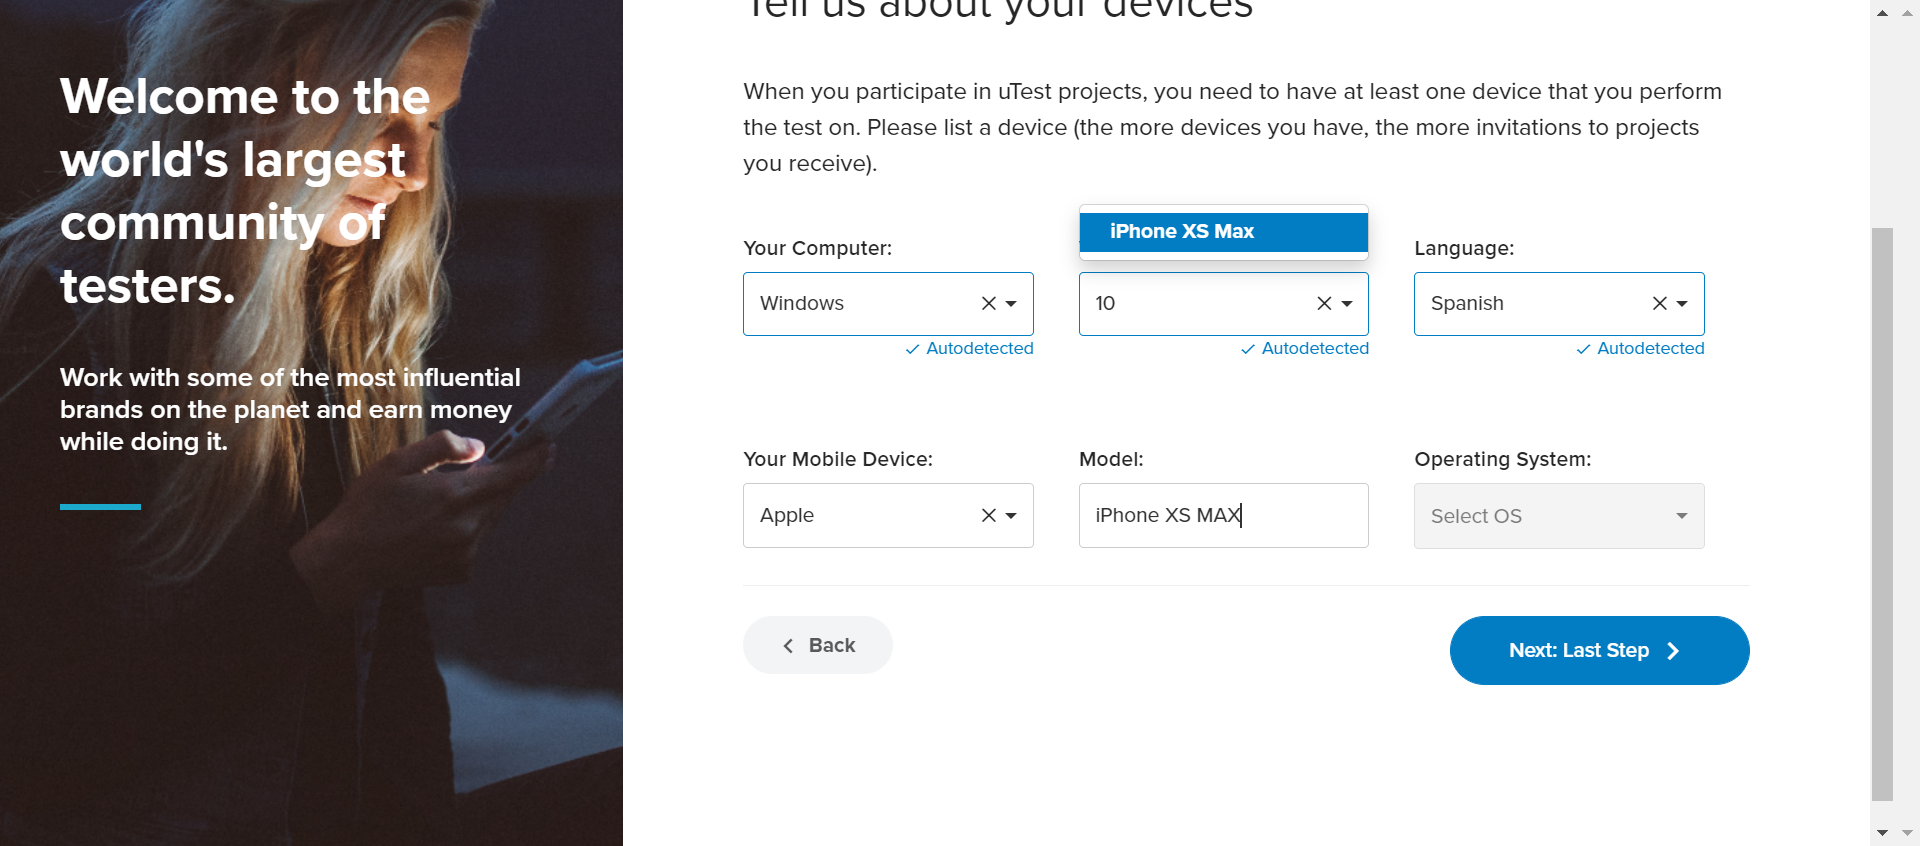 Welcome to the
world's largest
community of
testers.
Work with some of the most influential
brands on the planet and earn money
while doing it.
Tell us about your devices
When you participate in uTest projects, you need to have at least one device that you perform
the test on. Please list a device (the more devices you have, the more invitations to projects
you receive).
iPhone XS Max
Your Computer:
Language:
Windows
10
Spanish
Autodetected
Autodetected
Autodetected
Your Mobile Device:
Model:
Operating System:
Apple
iPhone XS MAX
Select OS
Back
Next: Last Step